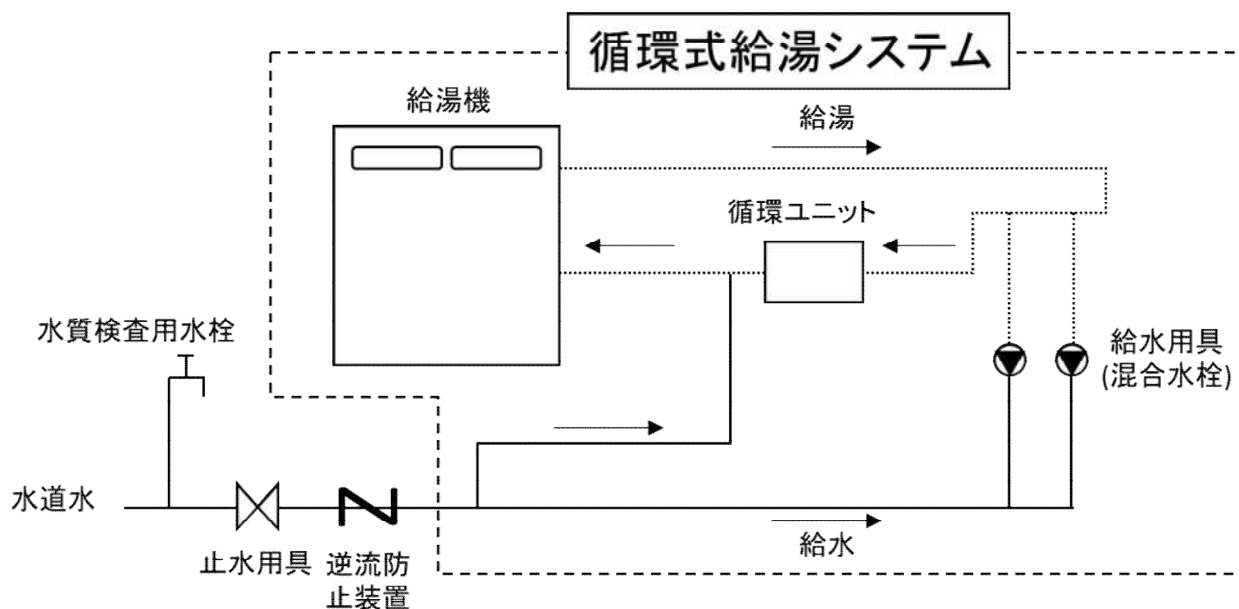 循環式給湯システム
給湯機
給湯
循環ユニット
水質検査用水栓
給水用具
(混合水栓)
水道水
止水用具
逆流防
止装置
給水